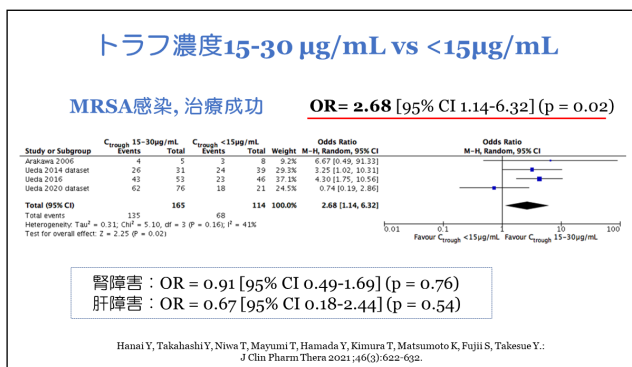 トラフ濃度15-30 µg/mL vs <15µg/mL
MRSA感染, 治療成功
OR= 2.68 [95% CI 1.14-6.32] (p = 0.02)
Ctrough 15–30µg/mL Ctrough <15µg/mL Odds Ratio Odds Ratio
Study or Subgroup Events Total Events Total Weight M-H, Random, 95% CI M-H, Random, 95% CI
Arakawa 2006 4 5 3 8 9.2% 6.67 [0.49, 91.33]
Ueda 2014 dataset 26 31 24 39 29.3% 3.25 [1.02, 10.31]
Ueda 2016 43 53 23 46 37.1% 4.30 [1.75, 10.56]
Ueda 2020 dataset 62 76 18 21 24.5% 0.74 [0.19, 2.86]
Total (95% CI) 165 114 100.0% 2.68 [1.14, 6.32]
Total events 135 68
Heterogeneity: Tau² = 0.31; Chi² = 5.10, df = 3 (P = 0.16); I² = 41%
Test for overall effect: Z = 2.25 (P = 0.02)
0.01 0.1 1 10 100
Favour Ctrough <15µg/mL Favour Ctrough 15-30µg/mL
腎障害：OR = 0.91 [95% CI 0.49-1.69] (p = 0.76)
肝障害：OR = 0.67 [95% CI 0.18-2.44] (p = 0.54)
Hanai Y, Takahashi Y, Niwa T, Mayumi T, Hamada Y, Kimura T, Matsumoto K, Fujii S, Takesue Y.:
J Clin Pharm Thera 2021 ;46(3):622-632.